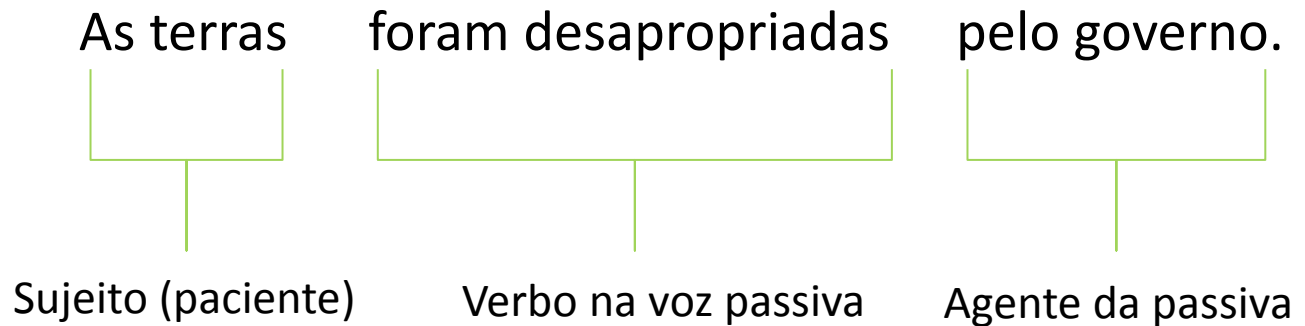 As terras foram desapropriadas pelo governo.
Sujeito (paciente) Verbo na voz passiva Agente da passiva